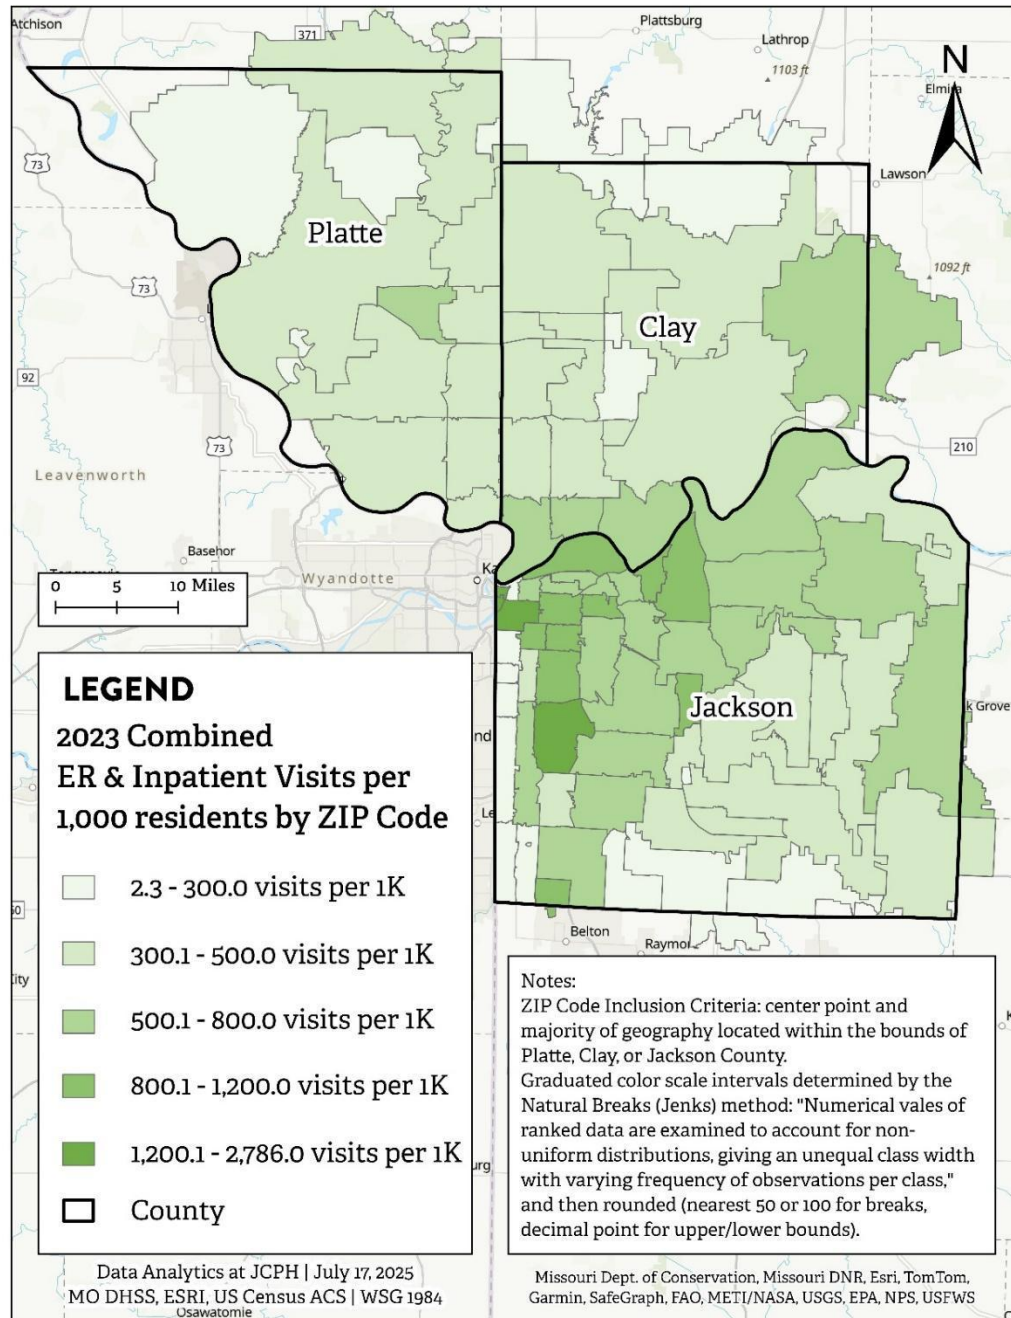 Atchison
371
Plattsburg
Lathrop
1103 ft
N
73
Lawson
Platte
1092 ft
73
Clay
92
73
210
Leavenworth
Basehor
0 5 10 Miles
Wyandotte
LEGEND
2023 Combined
ER & Inpatient Visits per
1,000 residents by ZIP Code
2.3 - 300.0 visits per 1K
300.1 - 500.0 visits per 1K
500.1 - 800.0 visits per 1K
800.1 - 1,200.0 visits per 1K
1,200.1 - 2,786.0 visits per 1K
County
Jackson
k Grove
nd
Le
Belton
Raymor
City
urg
Notes:
ZIP Code Inclusion Criteria: center point and
majority of geography located within the bounds of
Platte, Clay, or Jackson County.
Graduated color scale intervals determined by the
Natural Breaks (Jenks) method: "Numerical vales of
ranked data are examined to account for non-
uniform distributions, giving an unequal class width
with varying frequency of observations per class,"
and then rounded (nearest 50 or 100 for breaks,
decimal point for upper/lower bounds).
Data Analytics at JCPH | July 17, 2025
MO DHSS, ESRI, US Census ACS | WSG 1984
Osawatomie
Missouri Dept. of Conservation, Missouri DNR, Esri, TomTom,
Garmin, SafeGraph, FAO, METI/NASA, USGS, EPA, NPS, USFWS